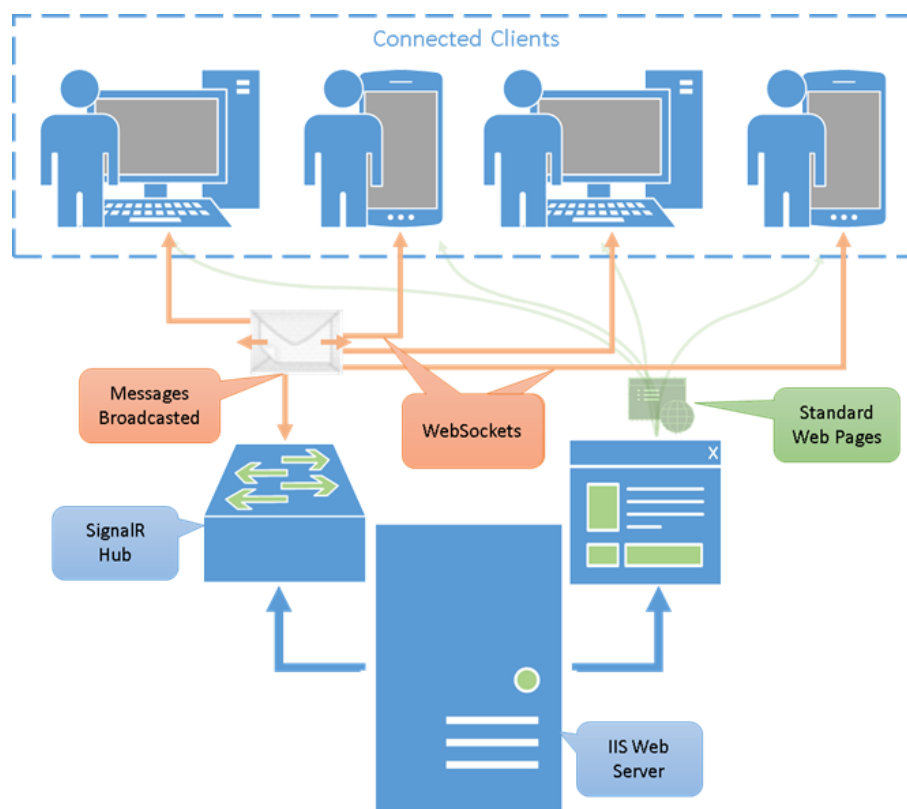 Connected Clients
Messages
Broadcasted
WebSockets
Standard
Web Pages
X
SignalR
Hub
IIS Web
Server